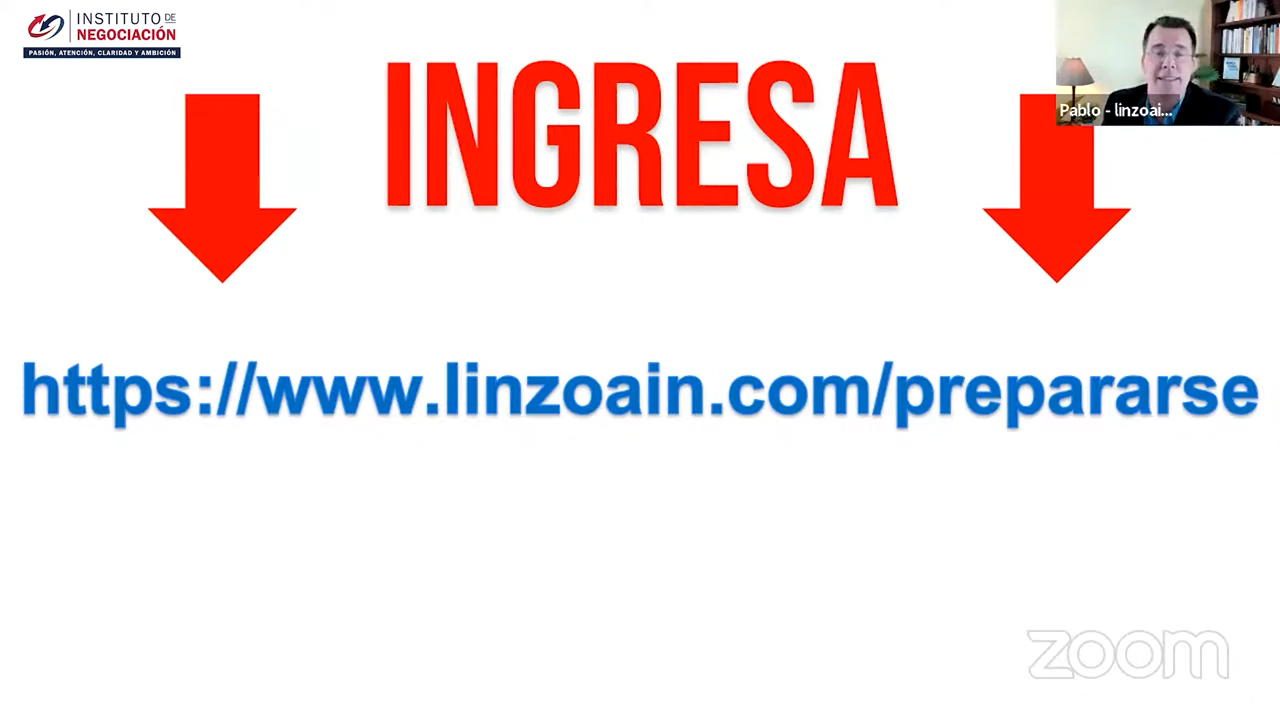 INSTITUTO DE
NEGOCIACIÓN
PASIÓN, ATENCIÓN, CLARIDAD Y AMBICIÓN
INGRESA
Pablo - linzoai...
https://www.linzoain.com/prepararse
zoom